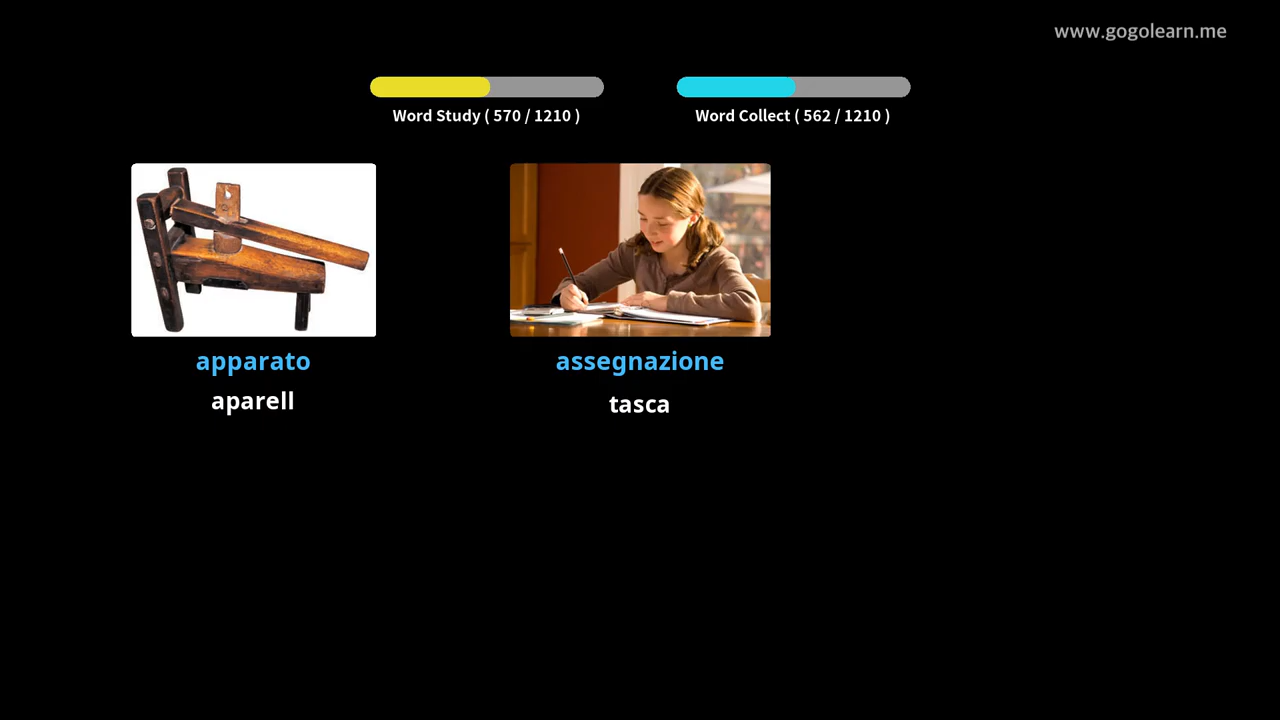 www.gogolearn.me
Word Study ( 570 / 1210 )
Word Collect ( 562 / 1210 )
apparato
aparell
assegnazione
tasca